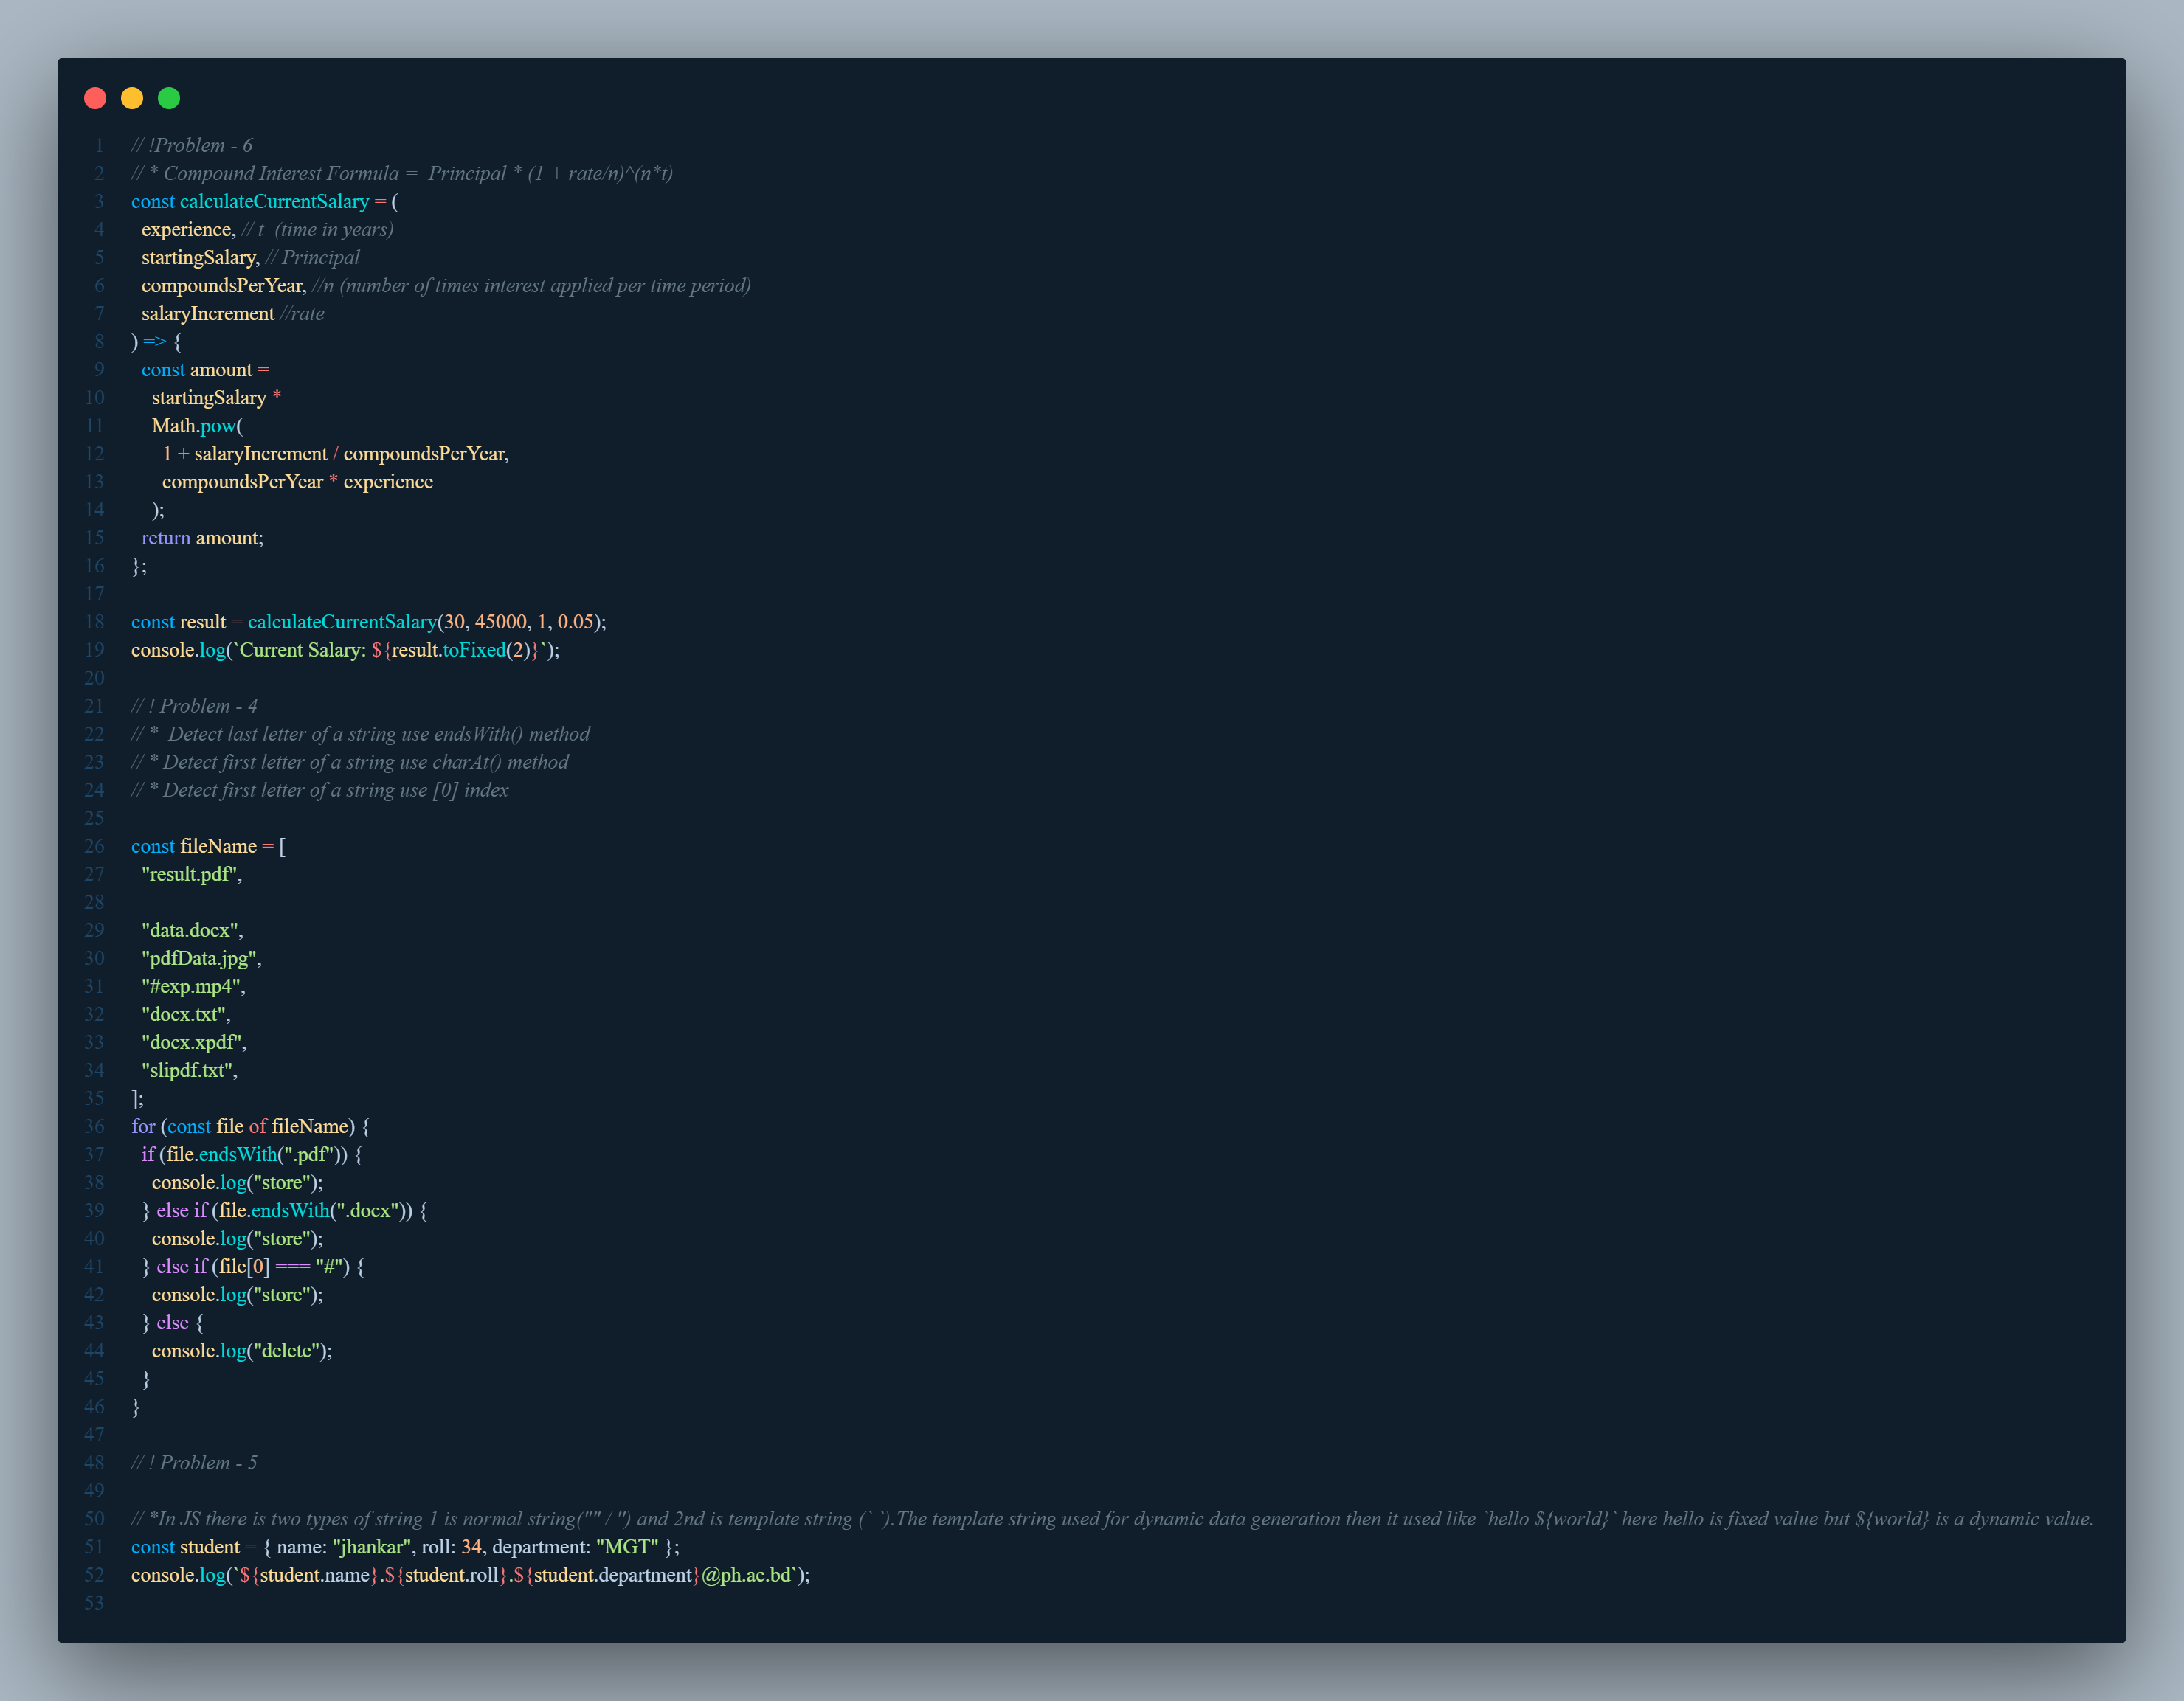 1 // !Problem - 6
2 // * Compound Interest Formula =  Principal * (1 + rate/n)^(n*t)
3 const calculateCurrentSalary = (
4   experience, // t  (time in years)
5   startingSalary, // Principal
6   compoundsPerYear, //n (number of times interest applied per time period)
7   salaryIncrement //rate
8 ) => {
9   const amount =
10     startingSalary *
11     Math.pow(
12       1 + salaryIncrement / compoundsPerYear,
13       compoundsPerYear * experience
14     );
15   return amount;
16 };
17
18 const result = calculateCurrentSalary(30, 45000, 1, 0.05);
19 console.log(`Current Salary: ${result.toFixed(2)}`);
20
21 // ! Problem - 4
22 // *  Detect last letter of a string use endsWith() method
23 // * Detect first letter of a string use charAt() method
24 // * Detect first letter of a string use [0] index
25
26 const fileName = [
27   "result.pdf",
28
29   "data.docx",
30   "pdfData.jpg",
31   "#exp.mp4",
32   "docx.txt",
33   "docx.xpdf",
34   "slipdf.txt",
35 ];
36 for (const file of fileName) {
37   if (file.endsWith(".pdf")) {
38     console.log("store");
39   } else if (file.endsWith(".docx")) {
40     console.log("store");
41   } else if (file[0] === "#") {
42     console.log("store");
43   } else {
44     console.log("delete");
45   }
46 }
47
48 // ! Problem - 5
49
50 // *In JS there is two types of string 1 is normal string("" / '') and 2nd is template string (` `).The template string used for dynamic data generation then it used like `hello ${world}` here hello is fixed value but ${world} is a dynamic value.
51 const student = { name: "jhankar", roll: 34, department: "MGT" };
52 console.log(`${student.name}.${student.roll}.${student.department}@ph.ac.bd`);
53